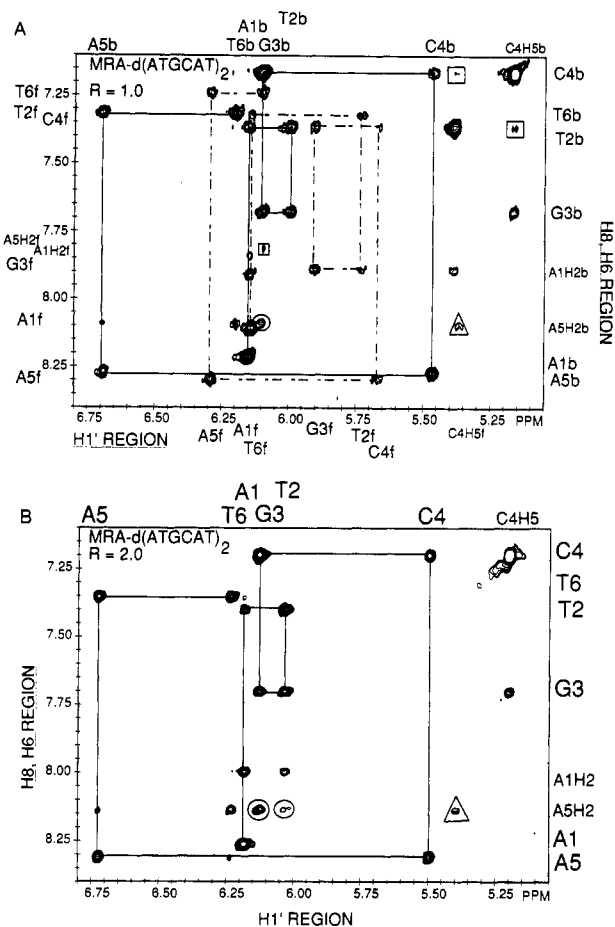 A
A1b T2b
A5b T6b G3b C4b C4H5b
MRA-d(ATGCAT)2
R = 1.0
C4b
T6f 7.25
T2f C4f
T6b
T2b
7.50
G3b
7.75
A5H2f
A1H2f
G3f
A1H2b
8.00
A1f
A5H2b
8.25
A1b
A5f
A5b
H8, H6, REGION
6.75 6.50 6.25 6.00 5.75 5.50 5.25 PPM
H1' REGION
A5f A1f G3f T2f C4H5f
T6f C4f
B
A1 T2
A5 T6 G3 C4 C4H5
MRA-d(ATGCAT)2
R = 2.0
7.25
C4
T6
T2
7.50
G3
7.75
8.00
A1H2
A5H2
8.25
A1
A5
H8, H6 REGION
6.75 6.50 6.25 6.00 5.75 5.50 5.25 PPM
H1' REGION